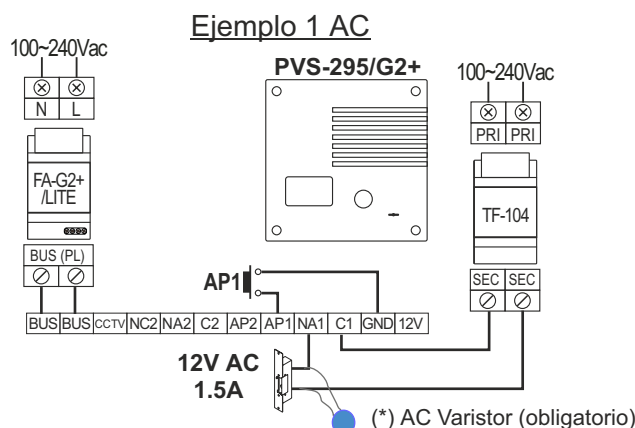 Ejemplo 1 AC
100~240Vac
N L
FA-G2+
/LITE
BUS (PL)
PVS-295/G2+
100~240Vac
PRI PRI
TF-104
SEC SEC
AP1
BUS BUS CCTV NC2 NA2 C2 AP2 AP1 NA1 C1 GND 12V
12V AC
1.5A
(*) AC Varistor (obligatorio)